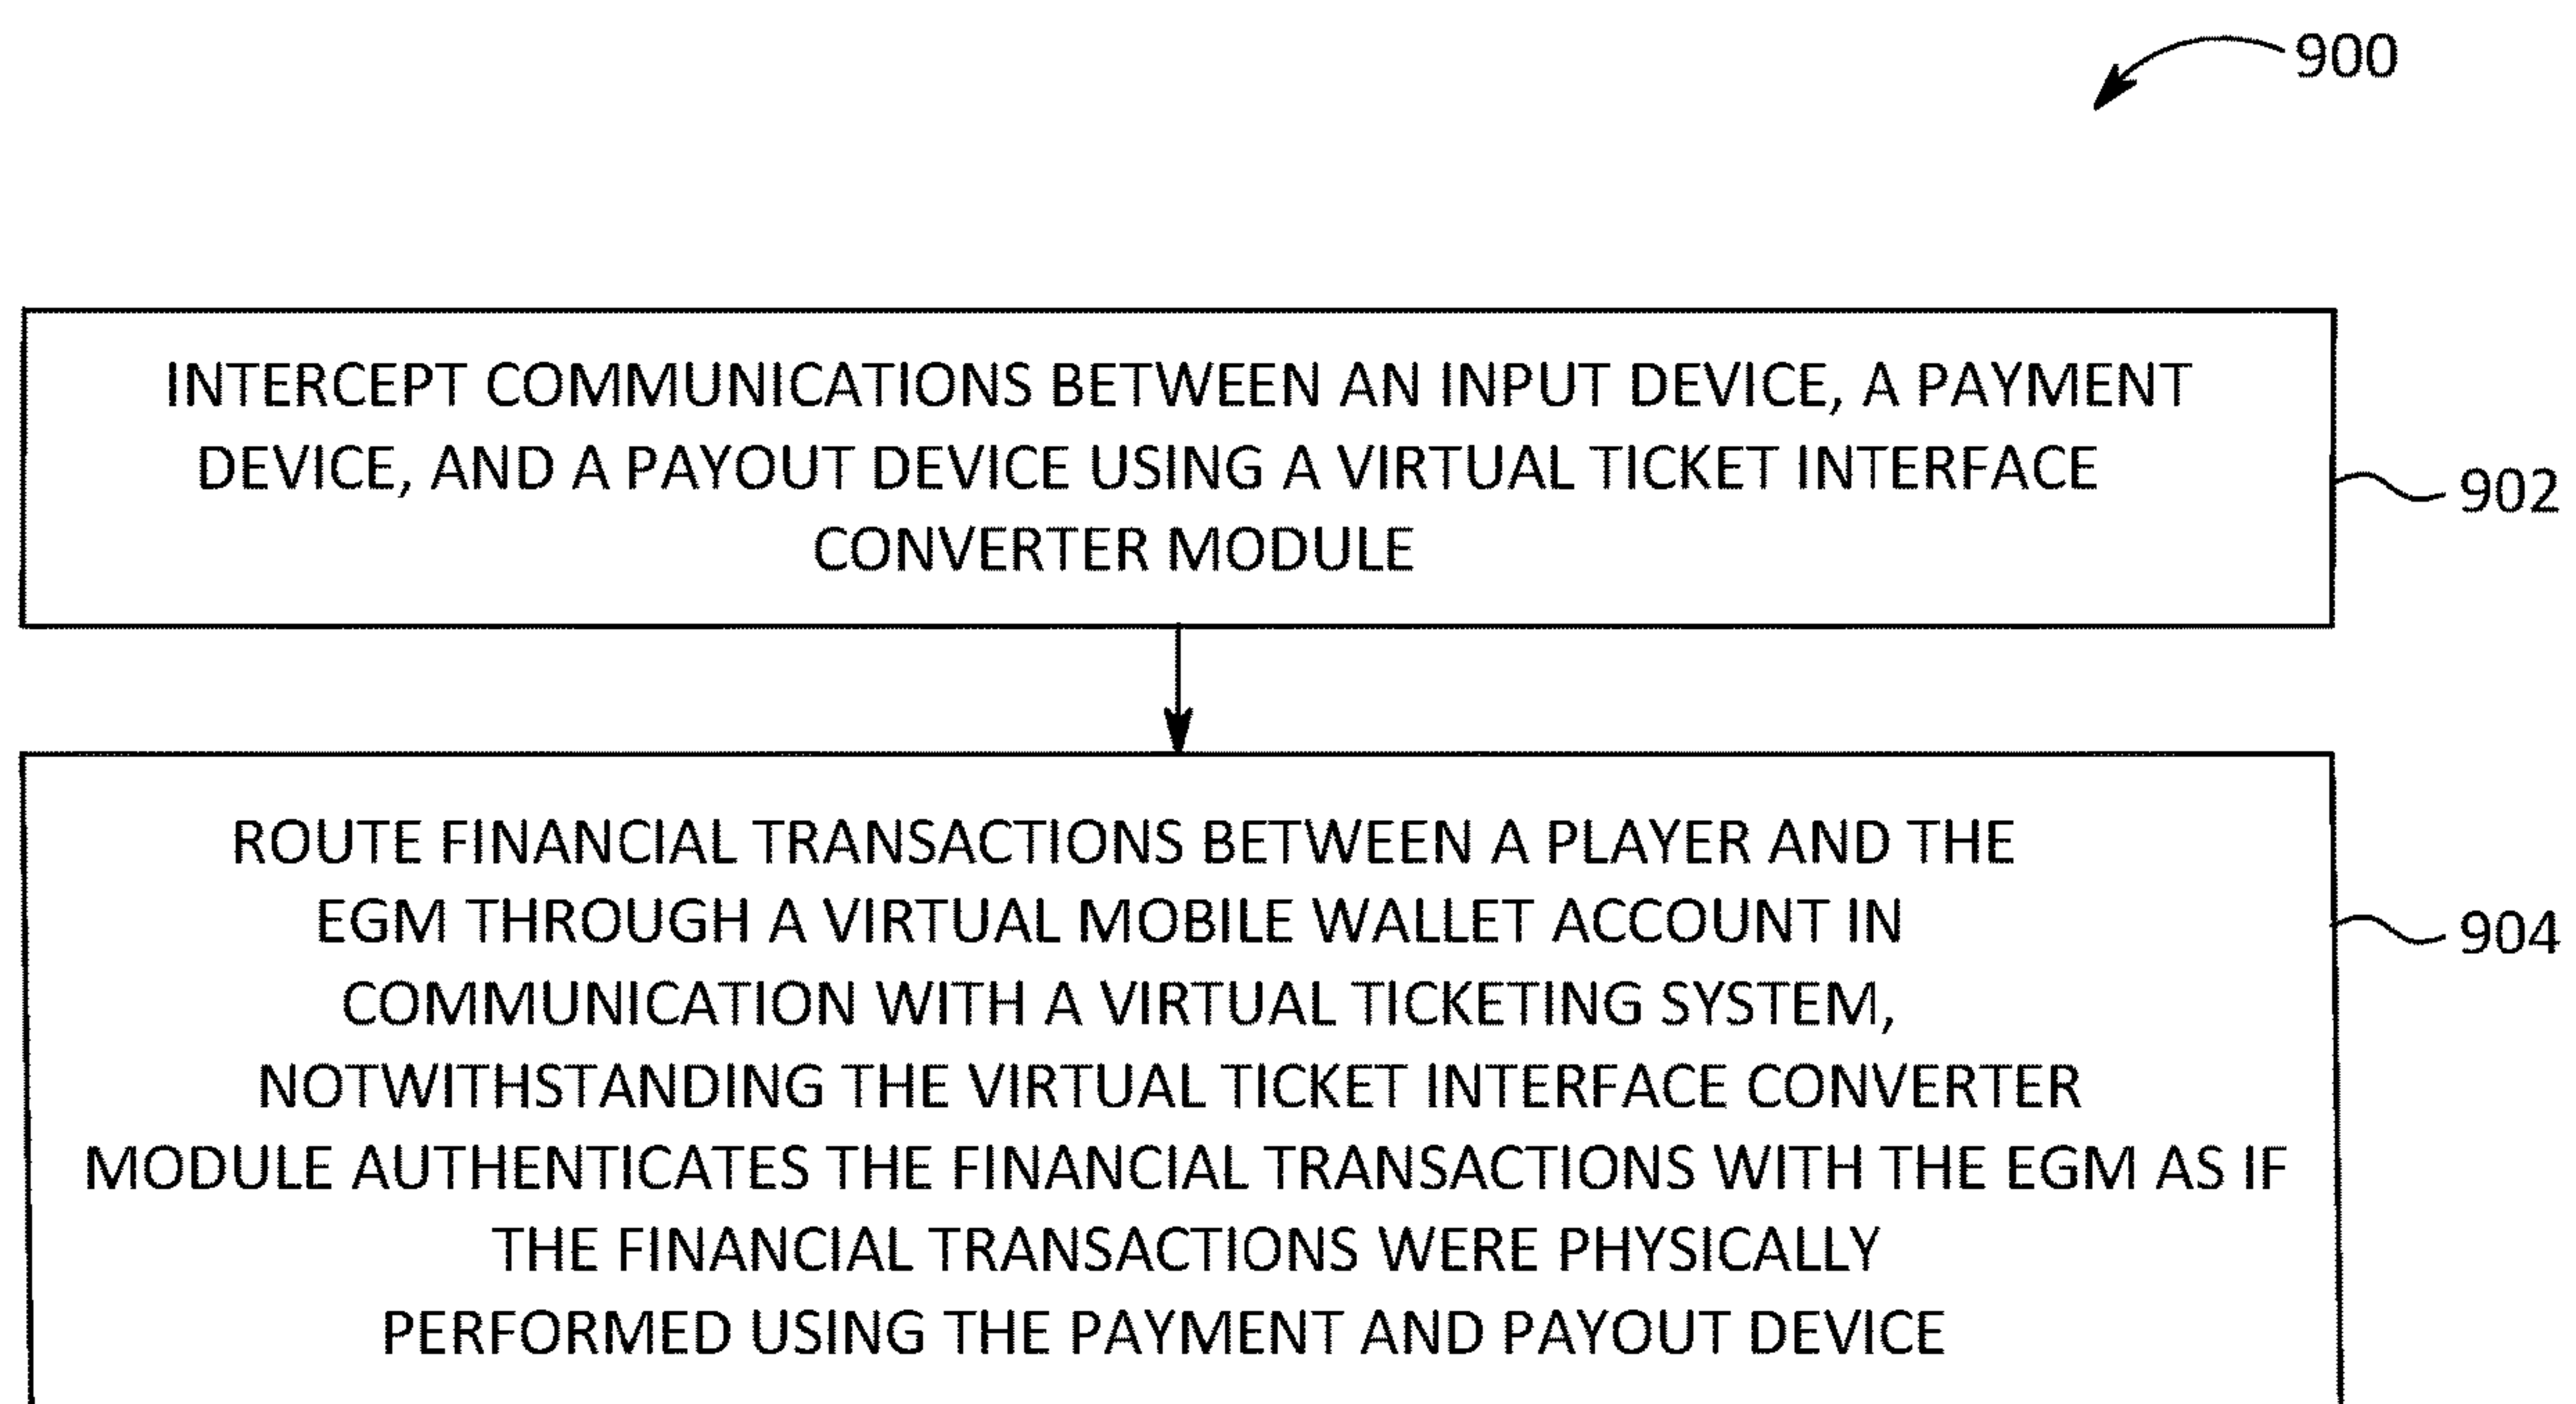 900
INTERCEPT COMMUNICATIONS BETWEEN AN INPUT DEVICE, A PAYMENT
DEVICE, AND A PAYOUT DEVICE USING A VIRTUAL TICKET INTERFACE
CONVERTER MODULE
902
ROUTE FINANCIAL TRANSACTIONS BETWEEN A PLAYER AND THE
EGM THROUGH A VIRTUAL MOBILE WALLET ACCOUNT IN
COMMUNICATION WITH A VIRTUAL TICKETING SYSTEM,
NOTWITHSTANDING THE VIRTUAL TICKET INTERFACE CONVERTER
MODULE AUTHENTICATES THE FINANCIAL TRANSACTIONS WITH THE EGM AS IF
THE FINANCIAL TRANSACTIONS WERE PHYSICALLY
PERFORMED USING THE PAYMENT AND PAYOUT DEVICE
904